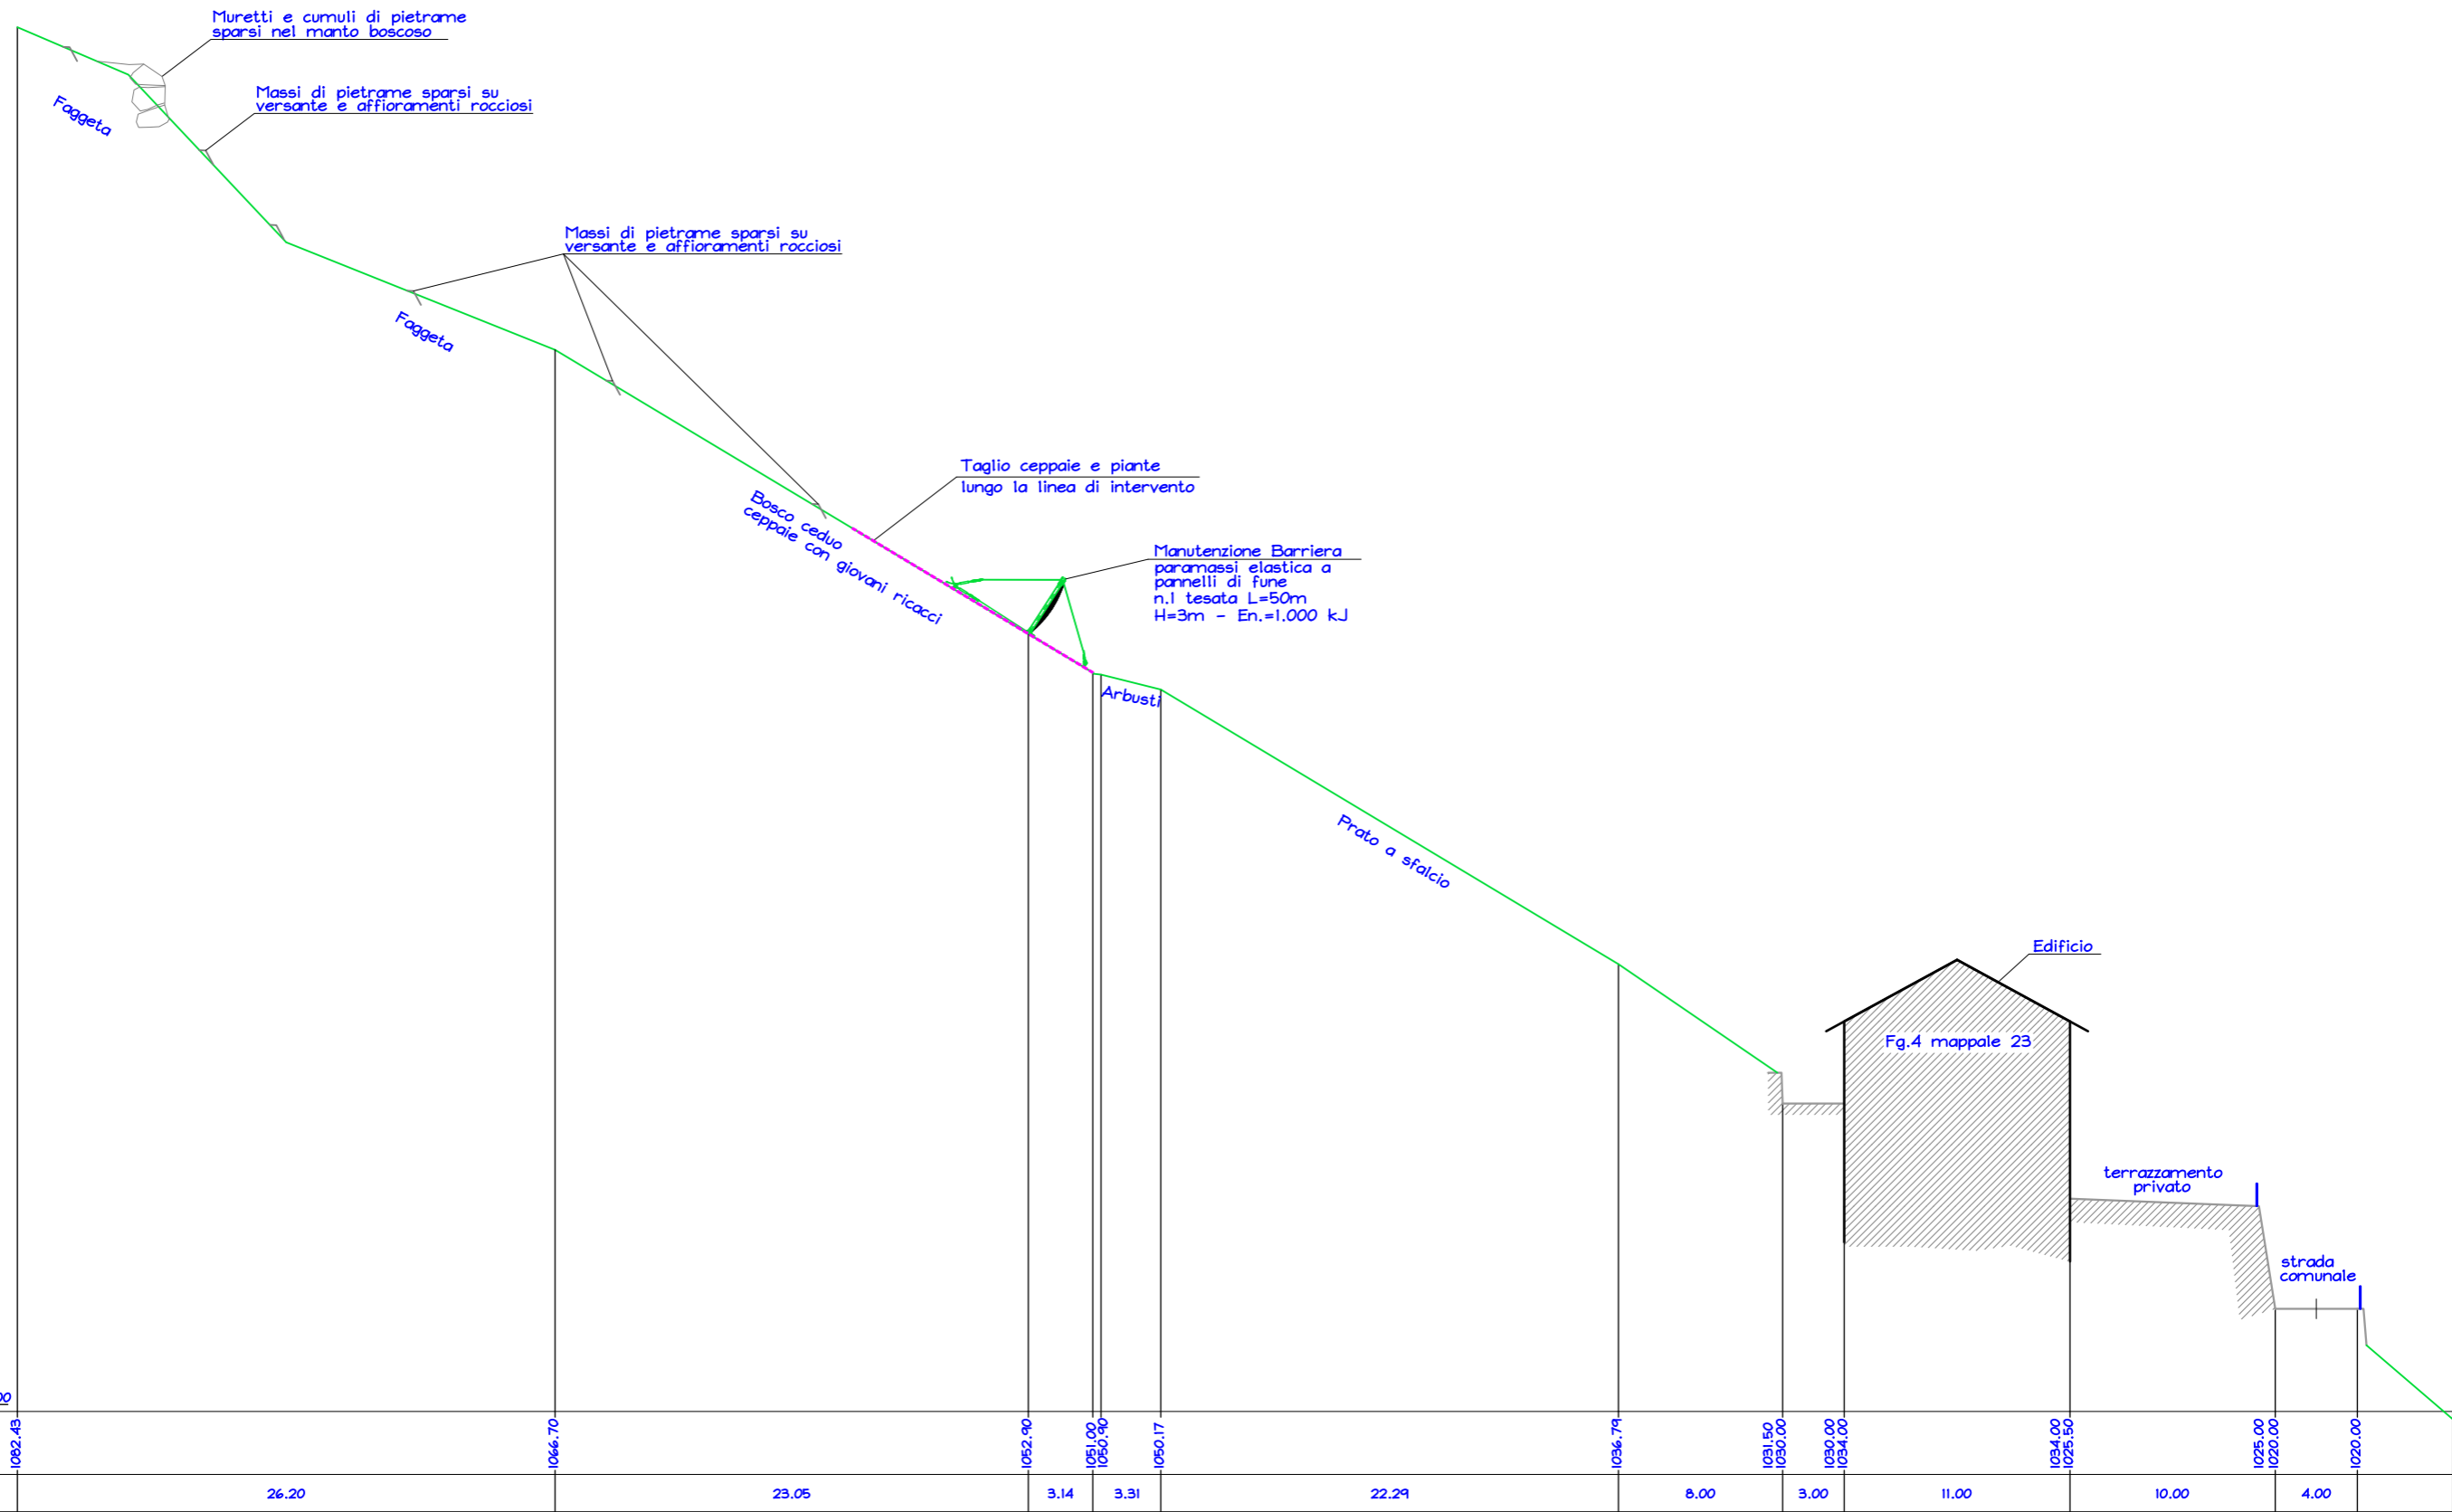 Muretti e cumuli di pietrame
sparsi nel manto boscoso
Massi di pietrame sparsi su
versante e affioramenti rocciosi
Faggeta
Massi di pietrame sparsi su
versante e affioramenti rocciosi
Faggeta
Taglio ceppaie e piante
lungo la linea di intervento
Bosco ceduo
ceppaie con giovani ricacci
Manutenzione Barriera
paramassi elastica a
pannelli di fune
n.1 tesata L=50m
H=3m - En.=1.000 kJ
Arbusti
Prato a sfalcio
Edificio
Fg.4 mappale 23
terrazzamento
privato
strada
comunale
1082.43
1066.70
1052.90
1051.00
1050.90
1050.17
1036.79
1031.50
1030.00
1030.00
1034.00
1034.00
1025.50
1025.00
1020.00
1020.00
26.20
23.05
3.14
3.31
22.29
8.00
3.00
11.00
10.00
4.00